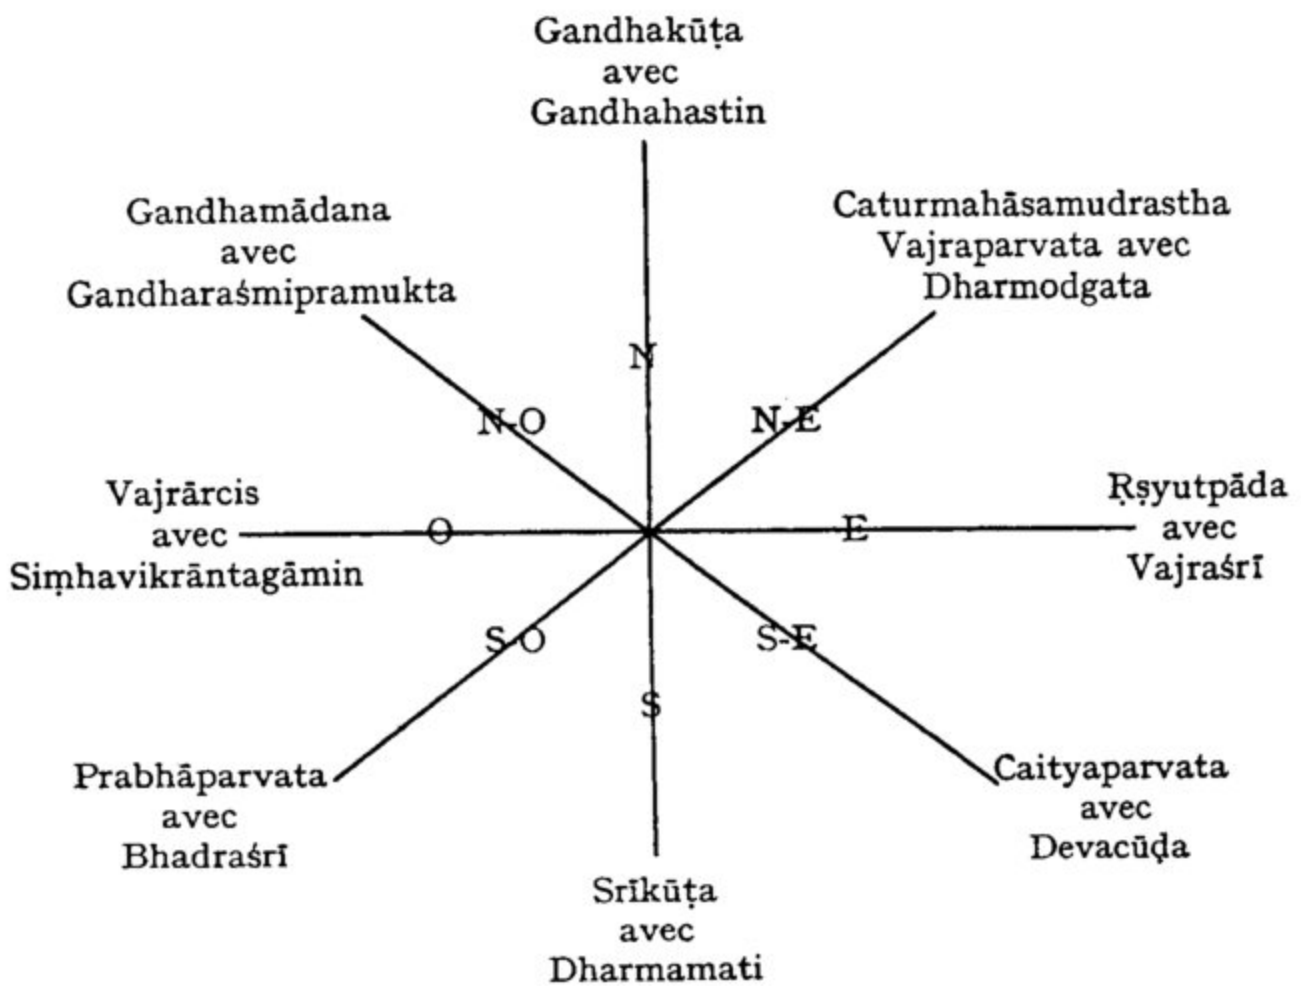 Gandhakūṭa
avec
Gandhahastin
Gandhamādana
avec
Gandharaśmipramukta
Caturmahāsamudrastha
Vajraparvata avec
Dharmodgata
N
N-O
N-E
Vajrārcis
avec
Siṃhavikrāntagāmin
O
E
Ṛṣyutpāda
avec
Vajraśrī
S-O
S-E
S
Prabhāparvata
avec
Bhadraśrī
Caityaparvata
avec
Devacūḍa
Srīkūṭa
avec
Dharmamati